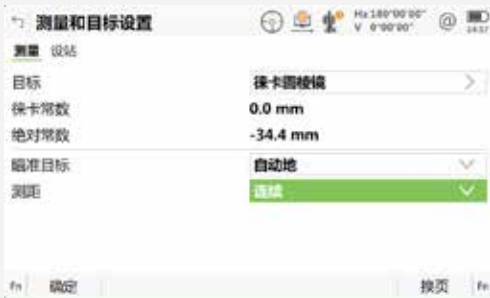 测量和目标设置
Hz 180°00'00"
V 0°00'00"
14:37
测量 设站
目标 徕卡圆棱镜
徕卡常数 0.0 mm
绝对常数 -34.4 mm
瞄准目标 自动地
测距 连续
Fn 确定 换页 Fn